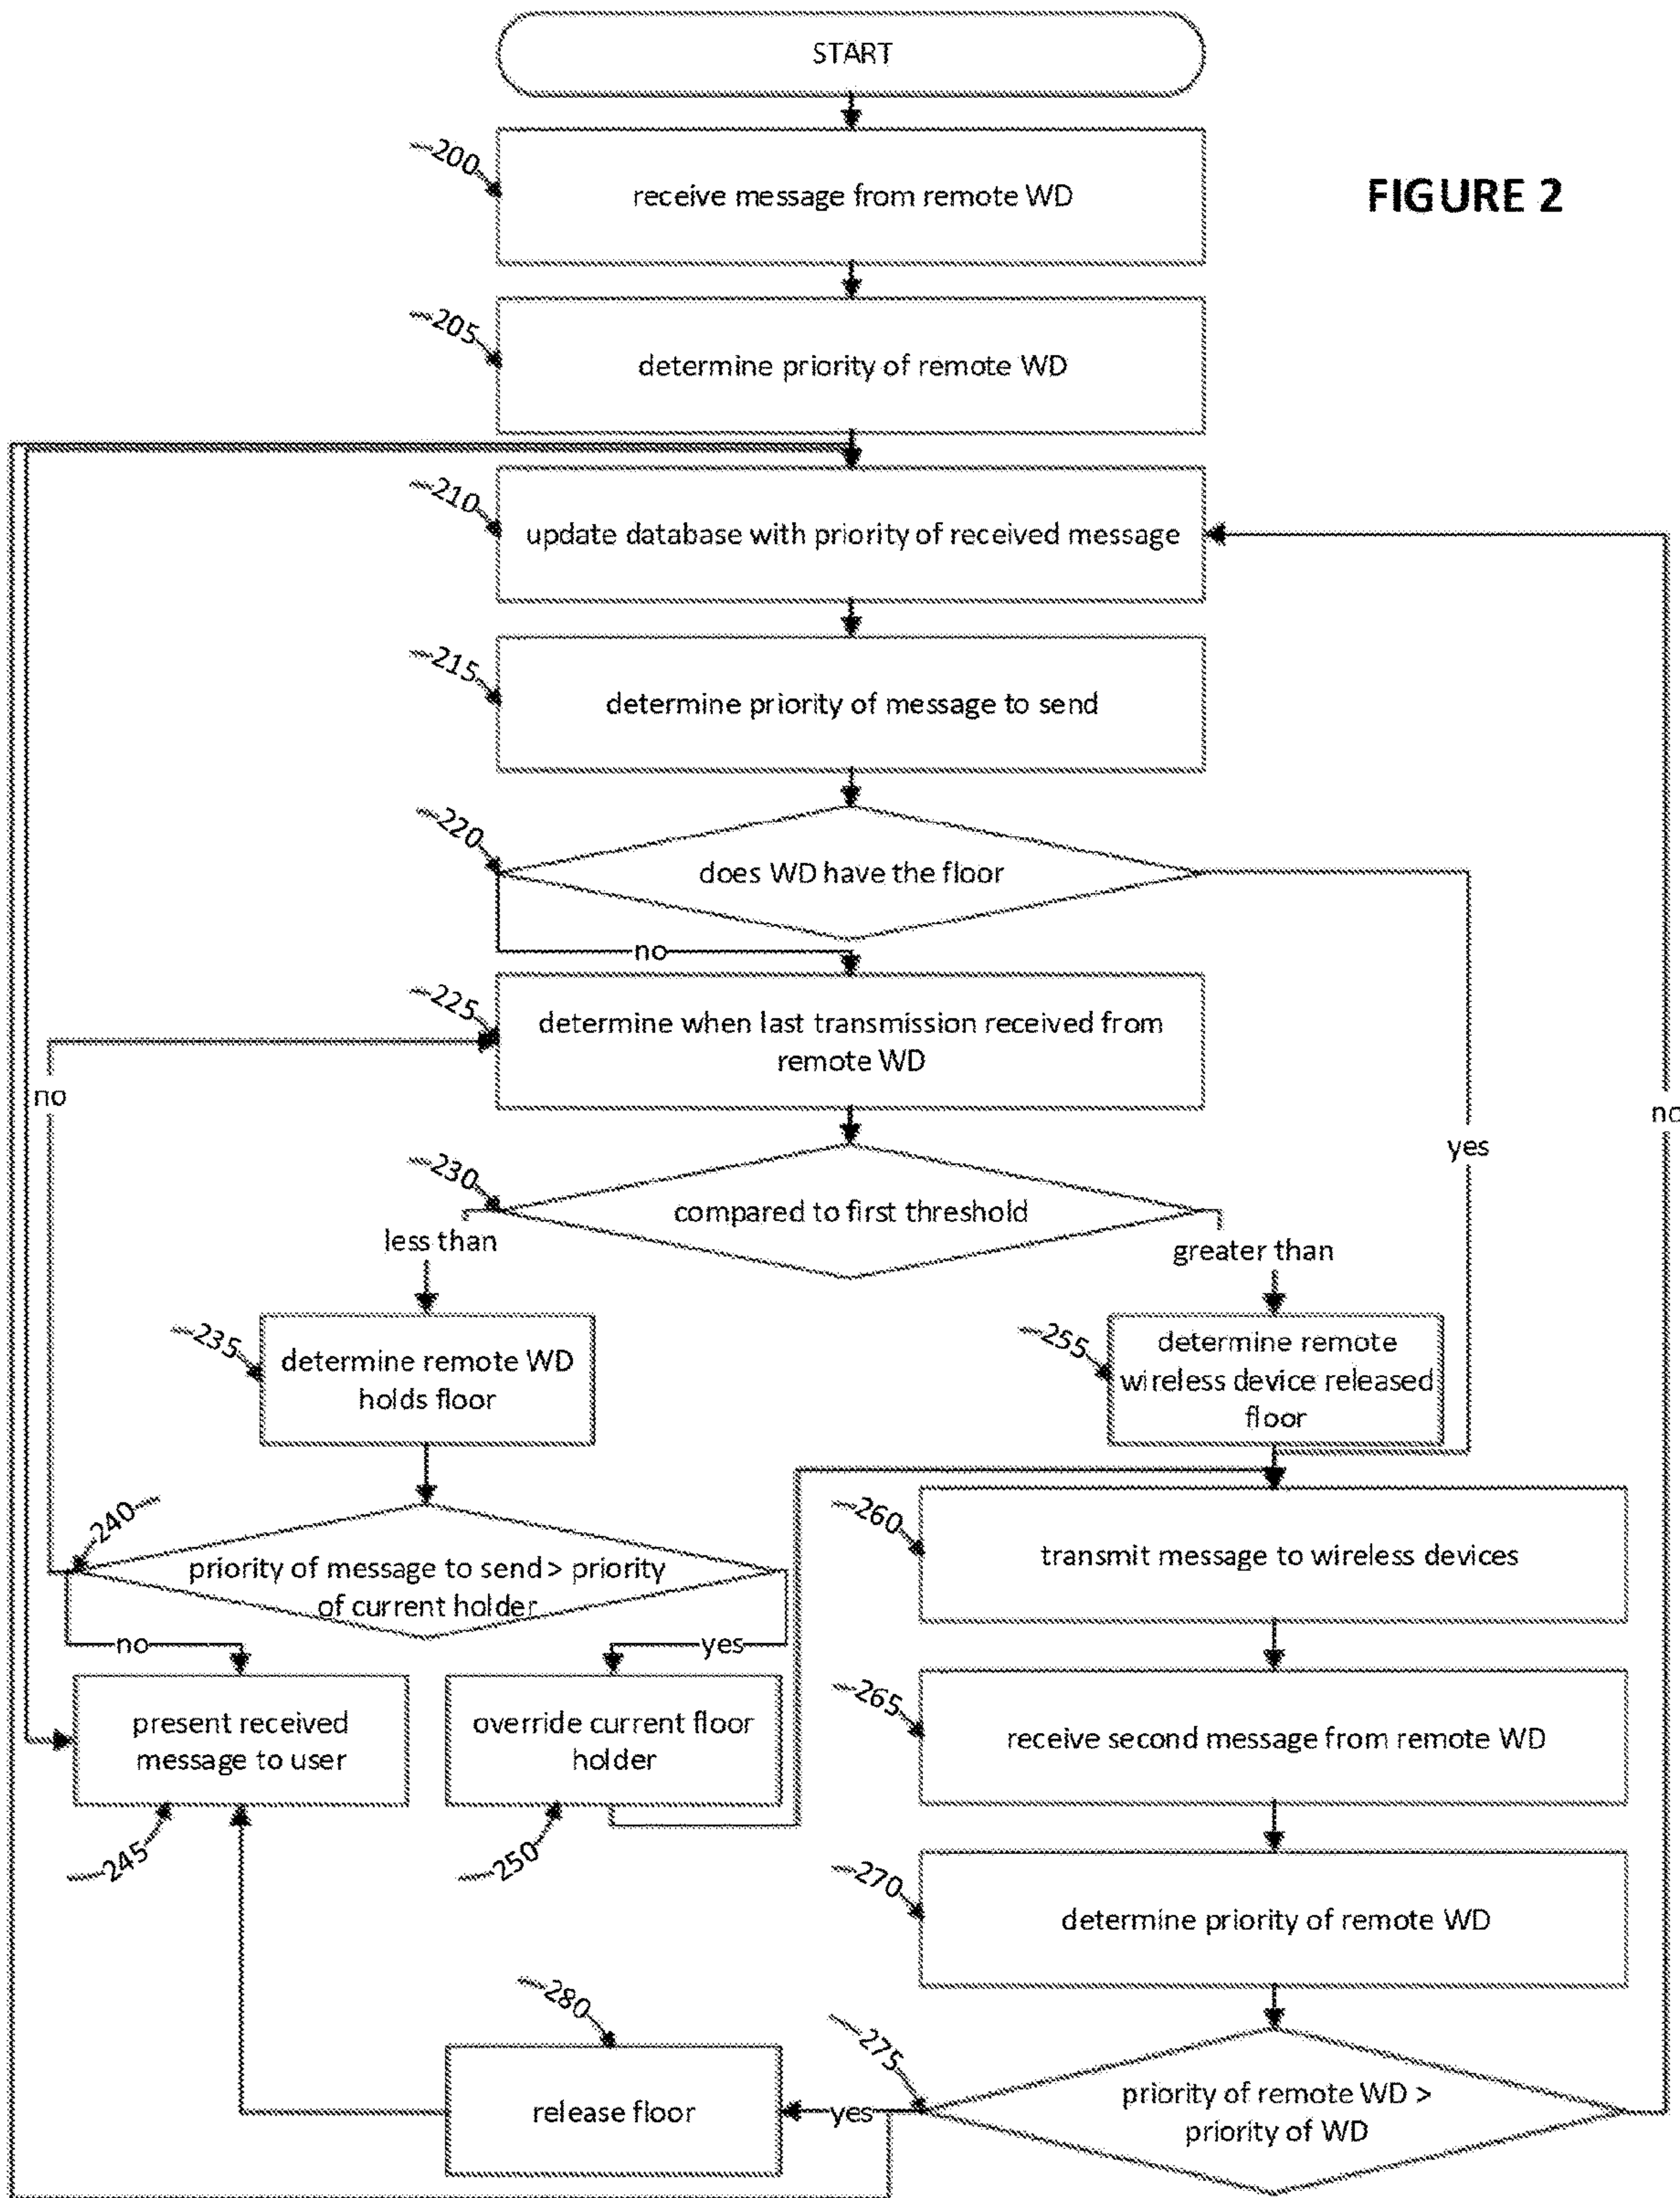 START
FIGURE 2
200
receive message from remote WD
205
determine priority of remote WD
210
update database with priority of received message
215
determine priority of message to send
220
does WD have the floor
no
yes
225
determine when last transmission received from
remote WD
no
no
230
compared to first threshold
less than
greater than
235
determine remote WD
holds floor
255
determine remote
wireless device released
floor
240
priority of message to send > priority
of current holder
no
yes
245
present received
message to user
250
override current floor
holder
260
transmit message to wireless devices
265
receive second message from remote WD
270
determine priority of remote WD
275
priority of remote WD >
priority of WD
yes
280
release floor